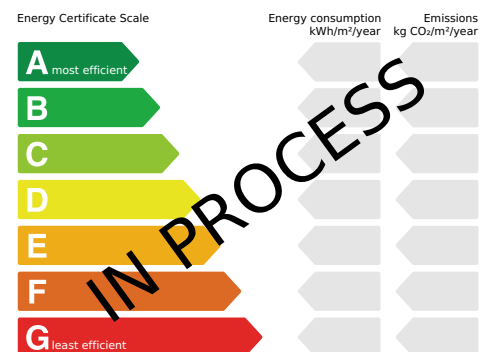 Energy Certificate Scale
Energy consumption
kWh/m²/year
Emissions
kg CO₂/m²/year
A most efficient
B
C
D
E
F
G least efficient
IN PROCESS